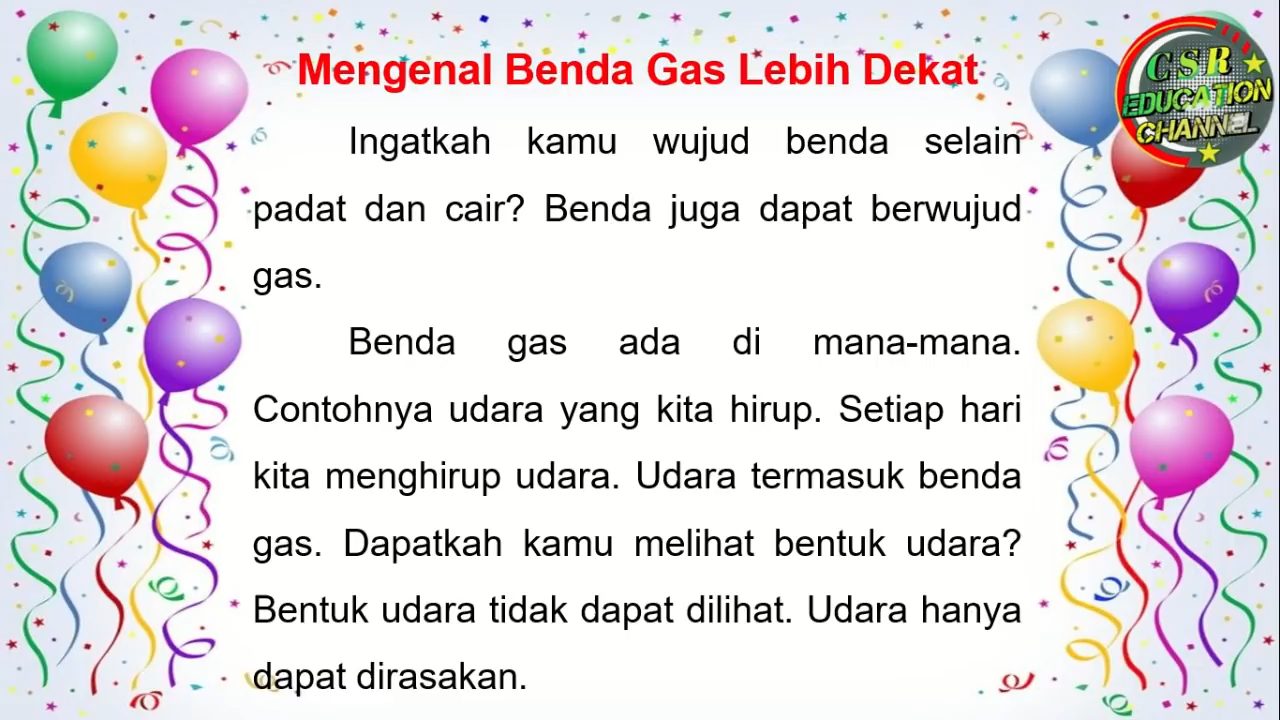 Mengenal Benda Gas Lebih Dekat
CSR
EDUCATION
CHANNEL
Ingatkah kamu wujud benda selain
padat dan cair? Benda juga dapat berwujud
gas.
Benda gas ada di mana-mana.
Contohnya udara yang kita hirup. Setiap hari
kita menghirup udara. Udara termasuk benda
gas. Dapatkah kamu melihat bentuk udara?
Bentuk udara tidak dapat dilihat. Udara hanya
dapat dirasakan.